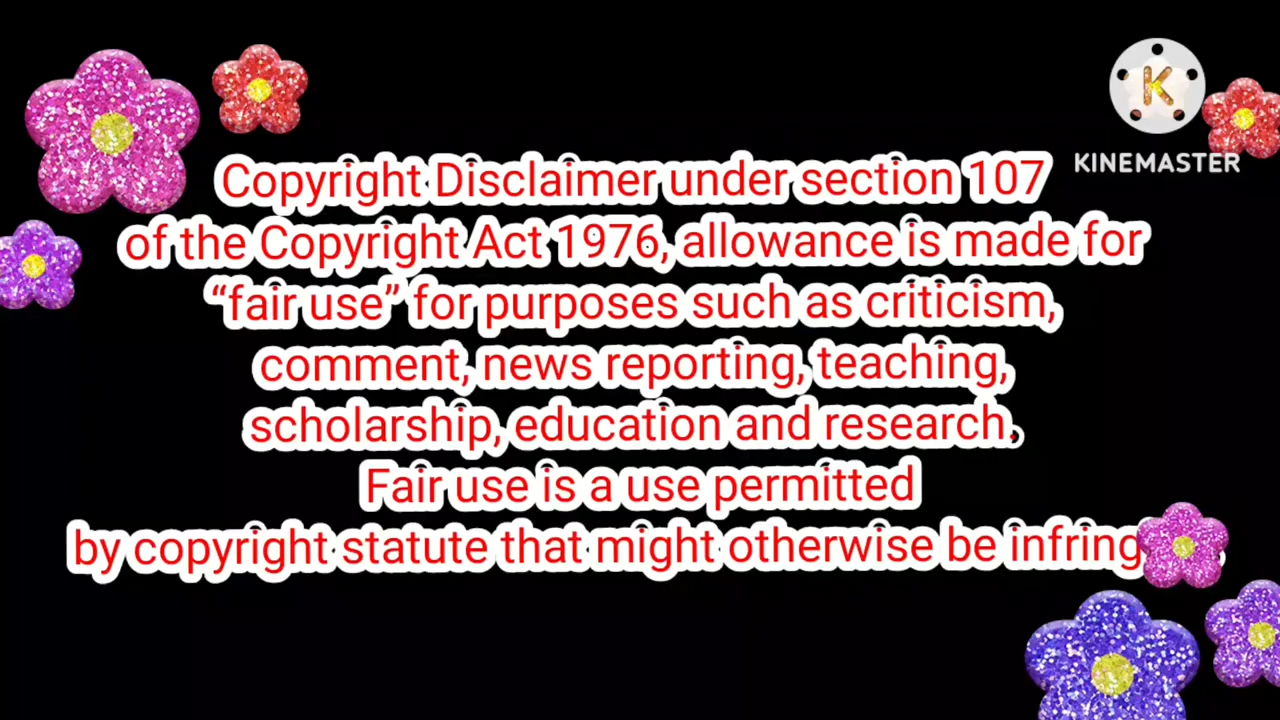 K
KINEMASTER
Copyright Disclaimer under section 107
of the Copyright Act 1976, allowance is made for
“fair use” for purposes such as criticism,
comment, news reporting, teaching,
scholarship, education and research.
Fair use is a use permitted
by copyright statute that might otherwise be